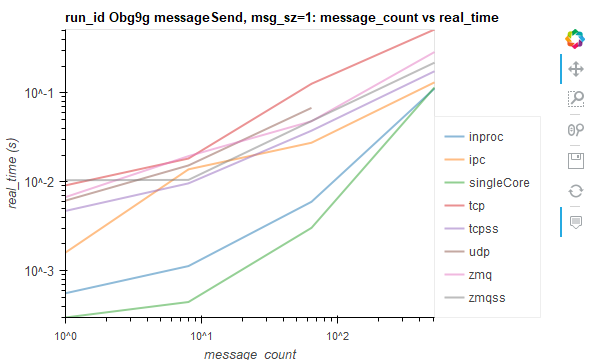 run_id Obg9g messageSend, msg_sz=1: message_count vs real_time
real_time (s)
10^-1
10^-2
10^-3
10^0
10^1
10^2
message_count
inproc
ipc
singleCore
tcp
tcpss
udp
zmq
zmqss